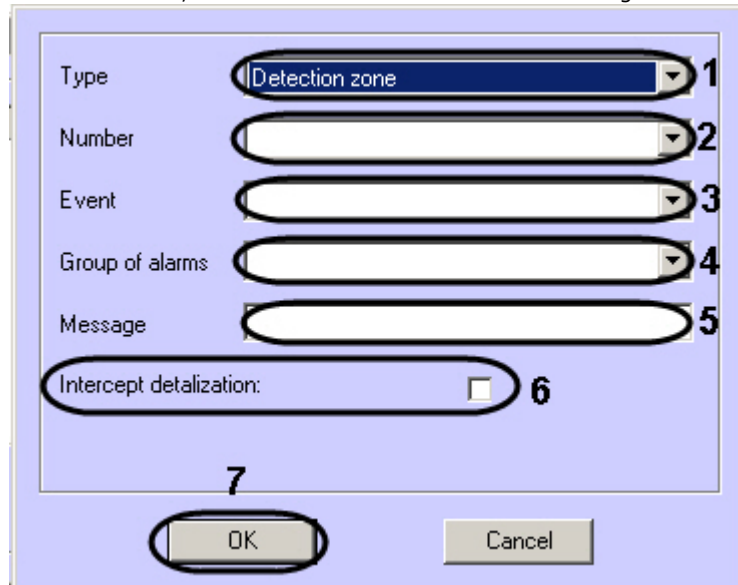 Type Detection zone 1
Number 2
Event 3
Group of alarms 4
Message 5
Intercept detalization: 6
7
OK Cancel